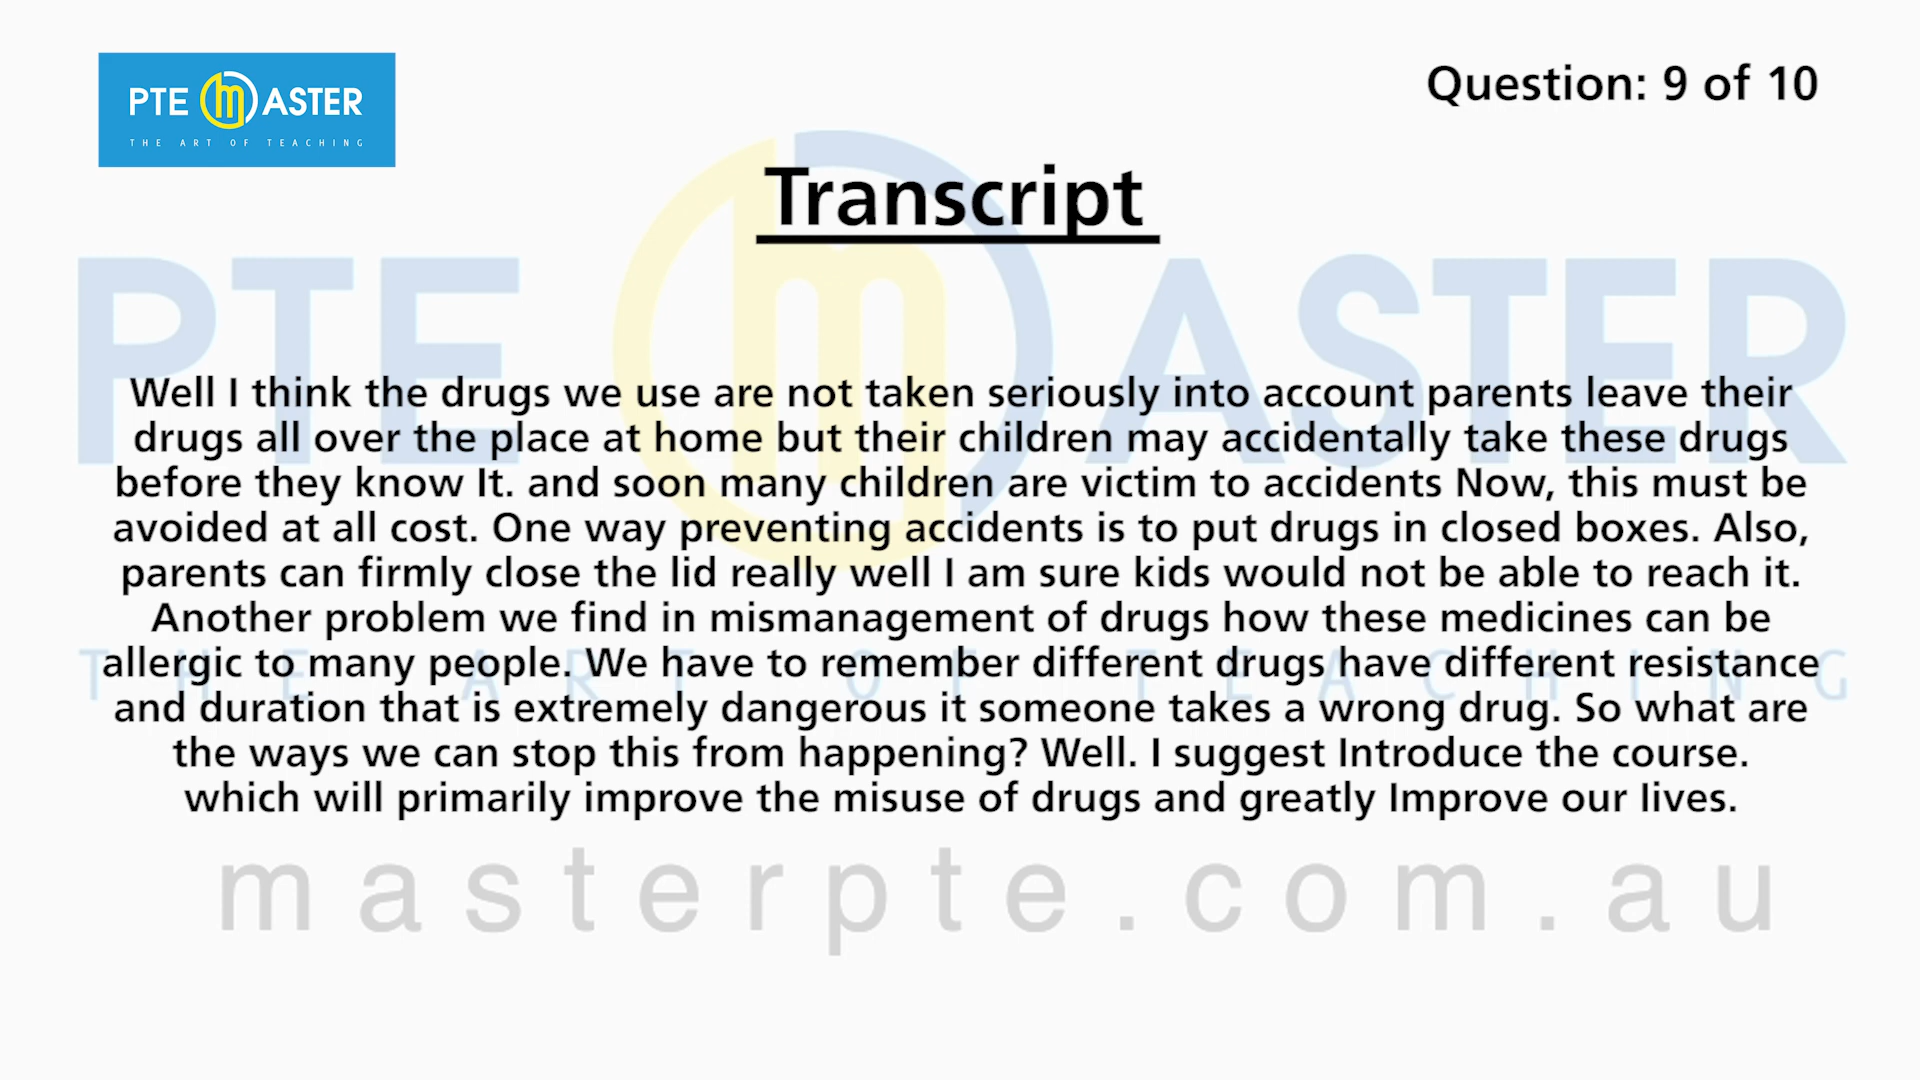 PTE MASTER
THE ART OF TEACHING
Question: 9 of 10
Transcript
PTE MASTER
Well I think the drugs we use are not taken seriously into account parents leave their
drugs all over the place at home but their children may accidentally take these drugs
before they know It. and soon many children are victim to accidents Now, this must be
avoided at all cost. One way preventing accidents is to put drugs in closed boxes. Also,
parents can firmly close the lid really well I am sure kids would not be able to reach it.
Another problem we find in mismanagement of drugs how these medicines can be
allergic to many people. We have to remember different drugs have different resistance
THE ART OF TEACHING
and duration that is extremely dangerous it someone takes a wrong drug. So what are
the ways we can stop this from happening? Well. I suggest Introduce the course.
which will primarily improve the misuse of drugs and greatly Improve our lives.
masterpte.com.au